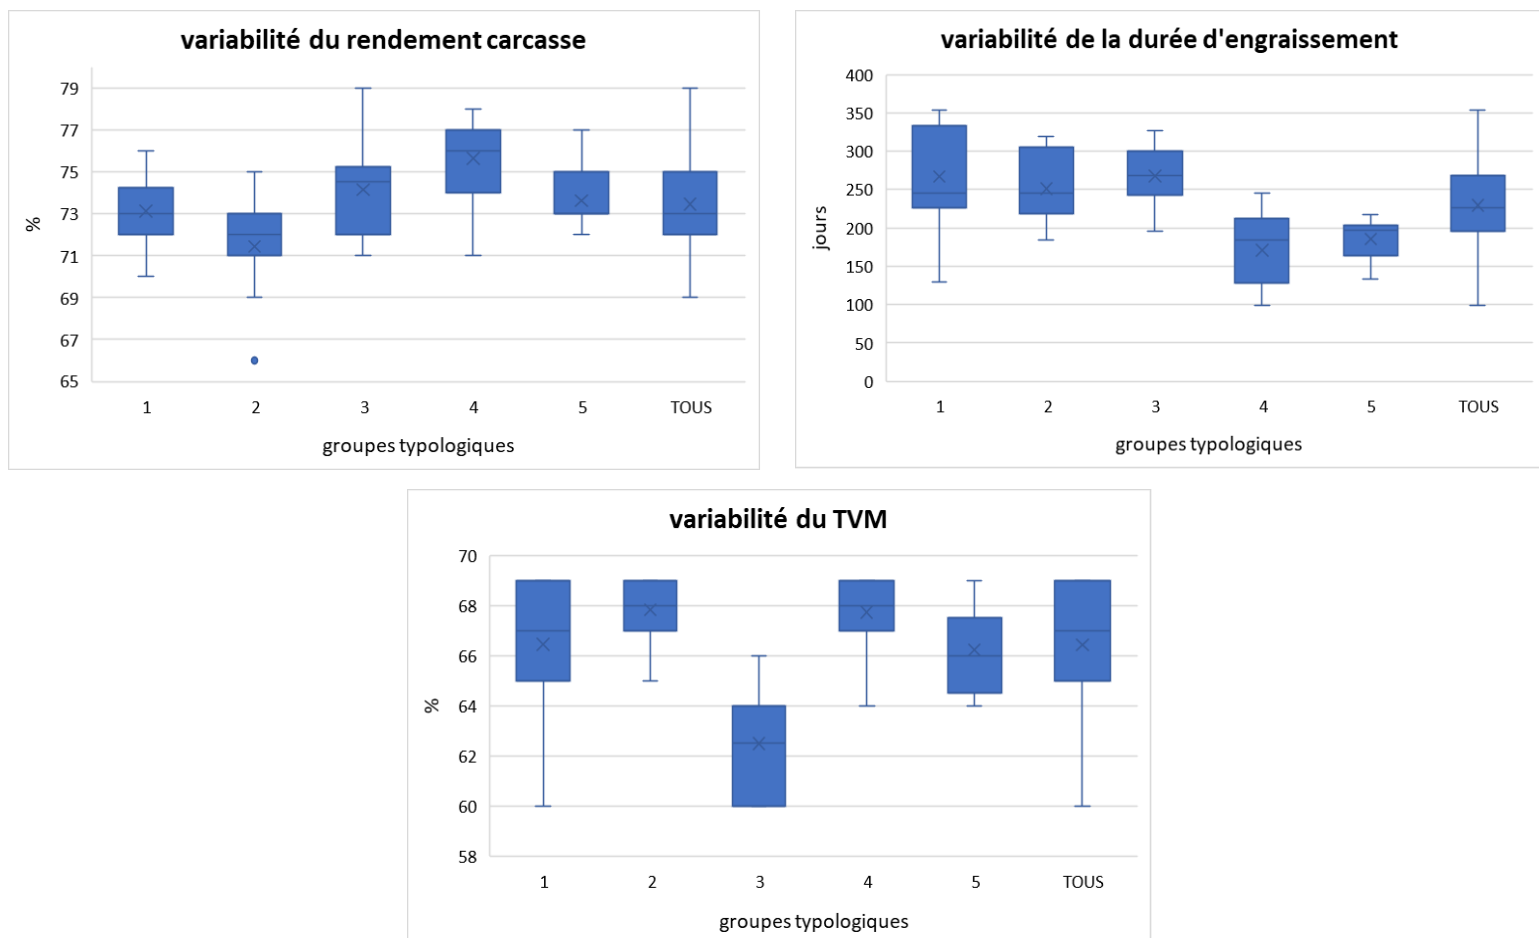 variabilité du rendement carcasse
79
77
75
73
71
69
67
65
%
1 2 3 4 5 TOUS
groupes typologiques
variabilité de la durée d'engraissement
400
350
300
250
200
150
100
50
0
jours
1 2 3 4 5 TOUS
groupes typologiques
variabilité du TVM
70
68
66
64
62
60
58
%
1 2 3 4 5 TOUS
groupes typologiques